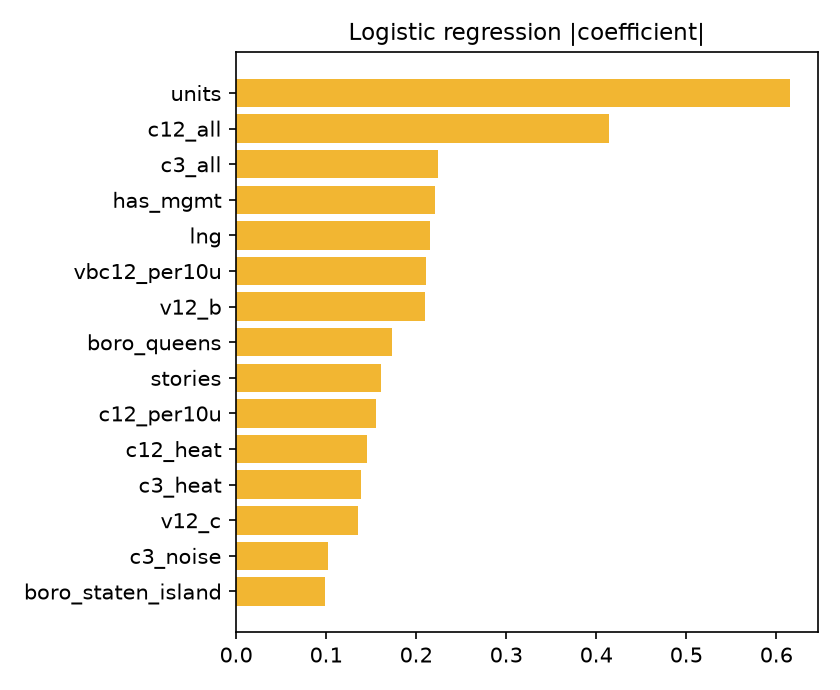 Logistic regression |coefficient|
units
c12_all
c3_all
has_mgmt
lng
vbc12_per10u
v12_b
boro_queens
stories
c12_per10u
c12_heat
c3_heat
v12_c
c3_noise
boro_staten_island
0.0 0.1 0.2 0.3 0.4 0.5 0.6